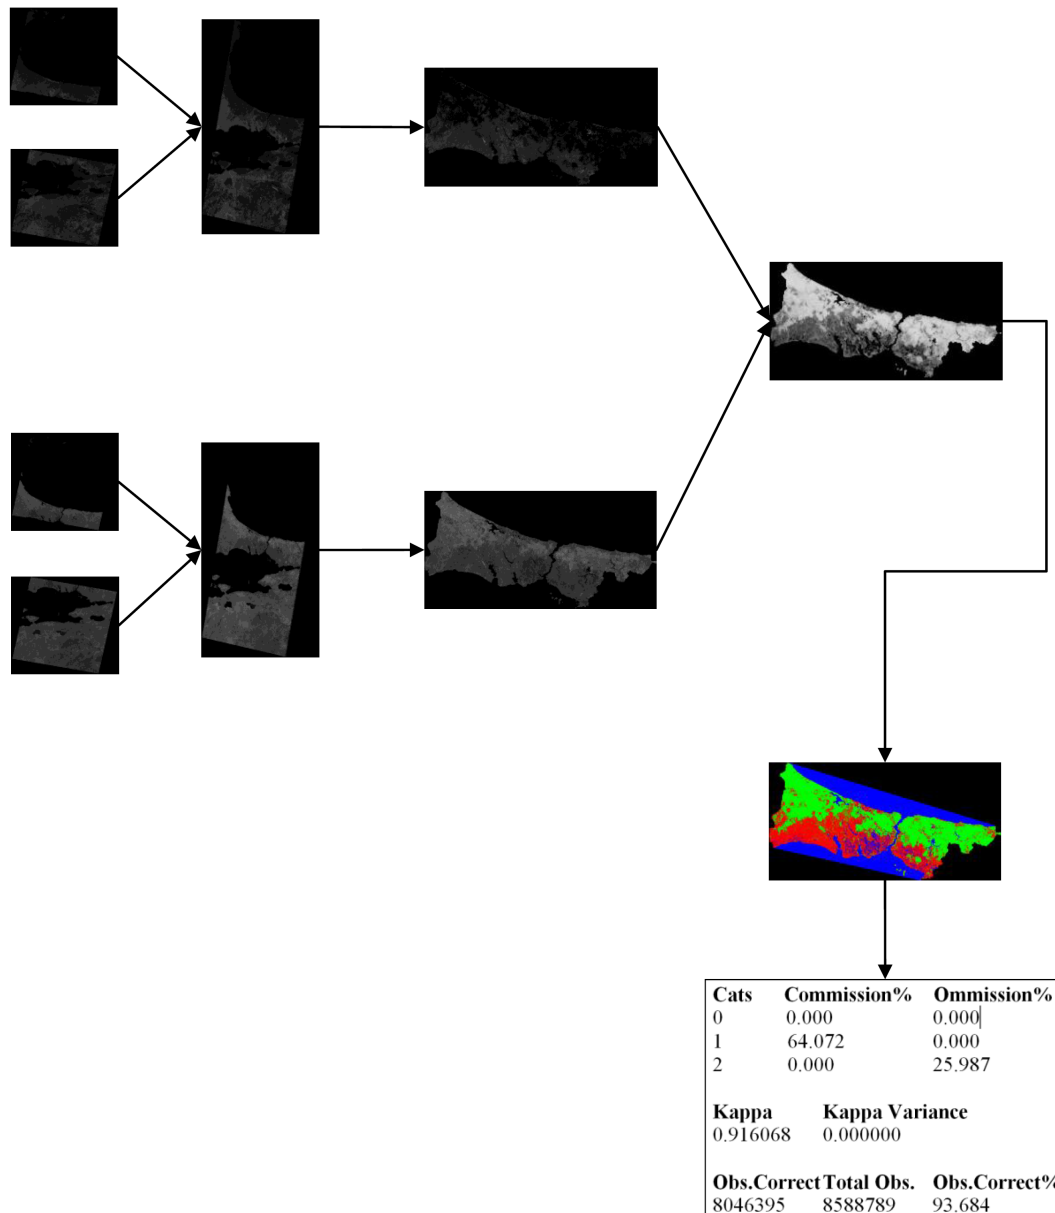 Cats Commission% Ommission%
0 0.000 0.000
1 64.072 0.000
2 0.000 25.987
Kappa Kappa Variance
0.916068 0.000000
Obs.Correct Total Obs. Obs.Correct%
8046395 8588789 93.684